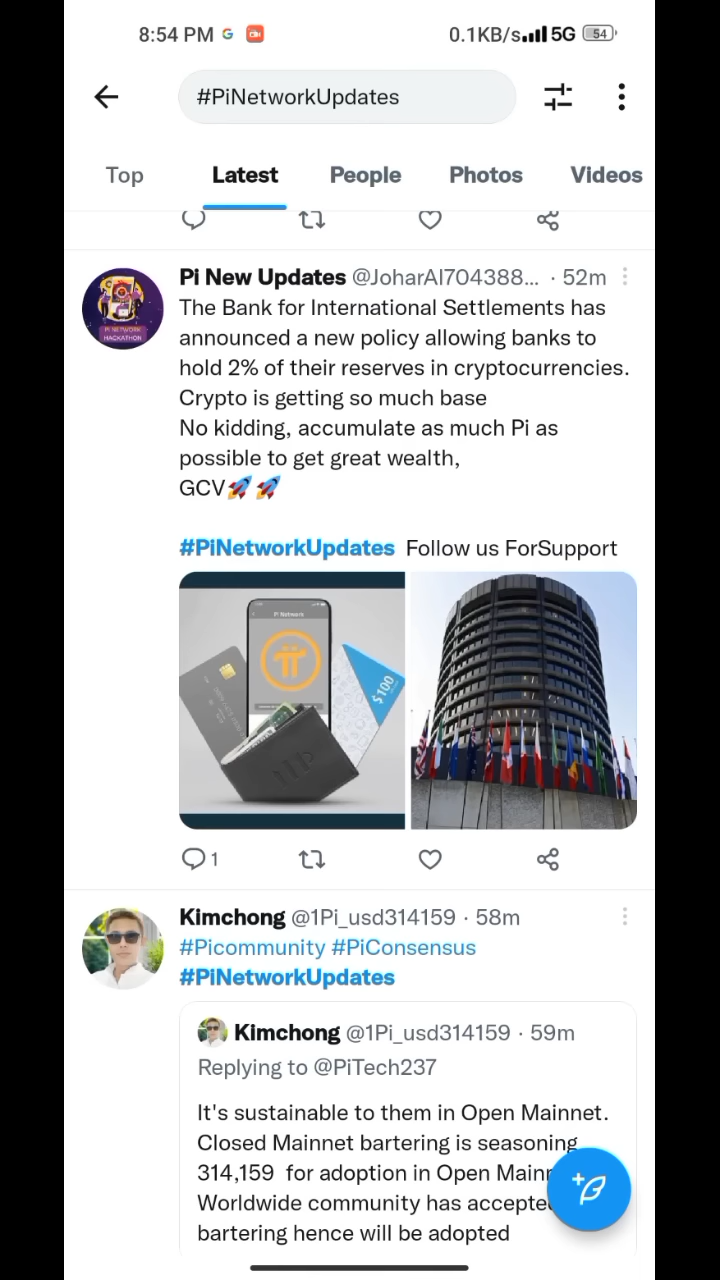 8:54 PM
0.1KB/s 5G 54
#PiNetworkUpdates
Top Latest People Photos Videos
Pi New Updates @JoharAI704388... · 52m
The Bank for International Settlements has
announced a new policy allowing banks to
hold 2% of their reserves in cryptocurrencies.
Crypto is getting so much base
No kidding, accumulate as much Pi as
possible to get great wealth,
GCV🚀🚀
#PiNetworkUpdates Follow us ForSupport
PI NETWORK
HACKATHON
Pi Network
$100
1
Kimchong @1Pi_usd314159 · 58m
#Picommunity #PiConsensus
#PiNetworkUpdates
Kimchong @1Pi_usd314159 · 59m
Replying to @PiTech237
It's sustainable to them in Open Mainnet.
Closed Mainnet bartering is seasoning
314,159 for adoption in Open
Worldwide community has
bartering hence will be adopted